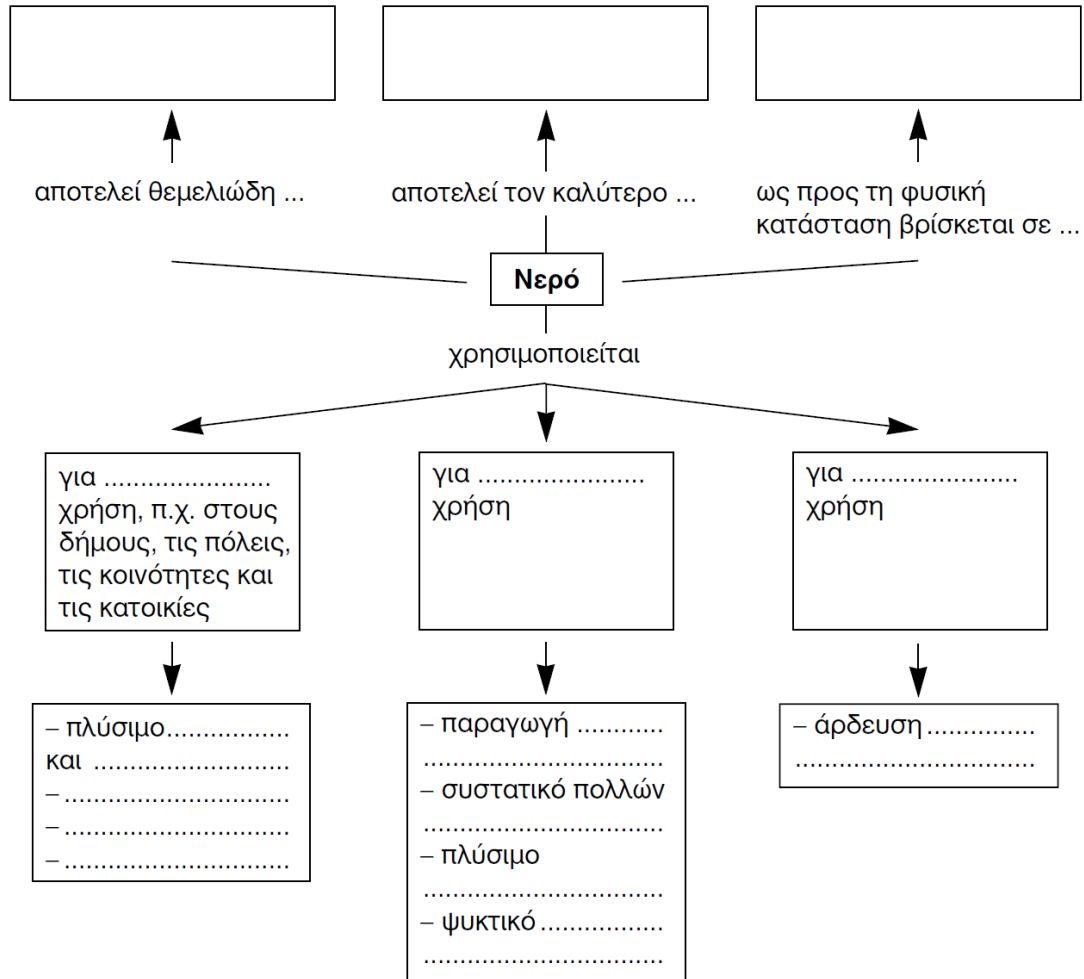 αποτελεί θεμελιώδη ...
αποτελεί τον καλύτερο ...
ως προς τη φυσική
κατάσταση βρίσκεται σε ...
Νερό
χρησιμοποιείται
για .......................
χρήση, π.χ. στους
δήμους, τις πόλεις,
τις κοινότητες και
τις κατοικίες
για .......................
χρήση
για .......................
χρήση
– πλύσιμο.................
και ...........................
– ...............................
– ...............................
– ...............................
– παραγωγή ............
.................................
– συστατικό πολλών
.................................
– πλύσιμο
.................................
– ψυκτικό.................
.................................
– άρδευση...............
.................................